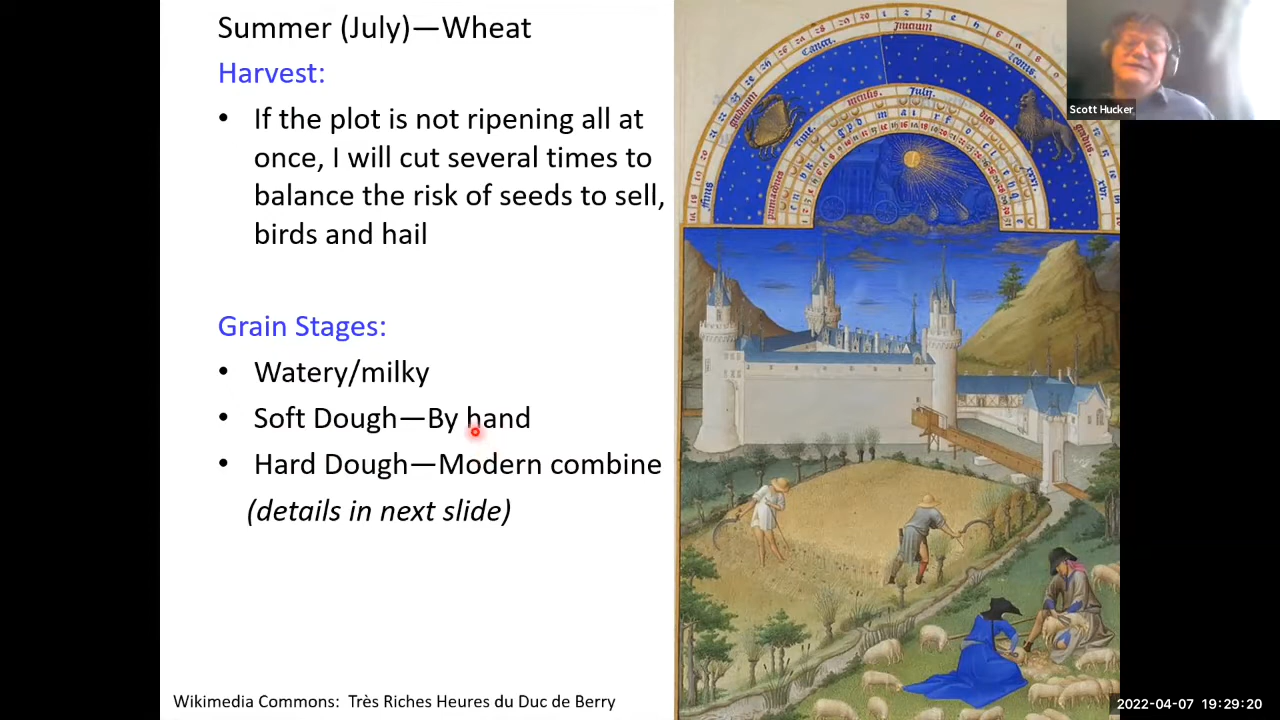 Summer (July)—Wheat
Harvest:
• If the plot is not ripening all at
once, I will cut several times to
balance the risk of seeds to sell,
birds and hail
Grain Stages:
• Watery/milky
• Soft Dough—By hand
• Hard Dough—Modern combine
(details in next slide)
Wikimedia Commons: Très Riches Heures du Duc de Berry
Scott Hucker
2022-04-07 19:29:20